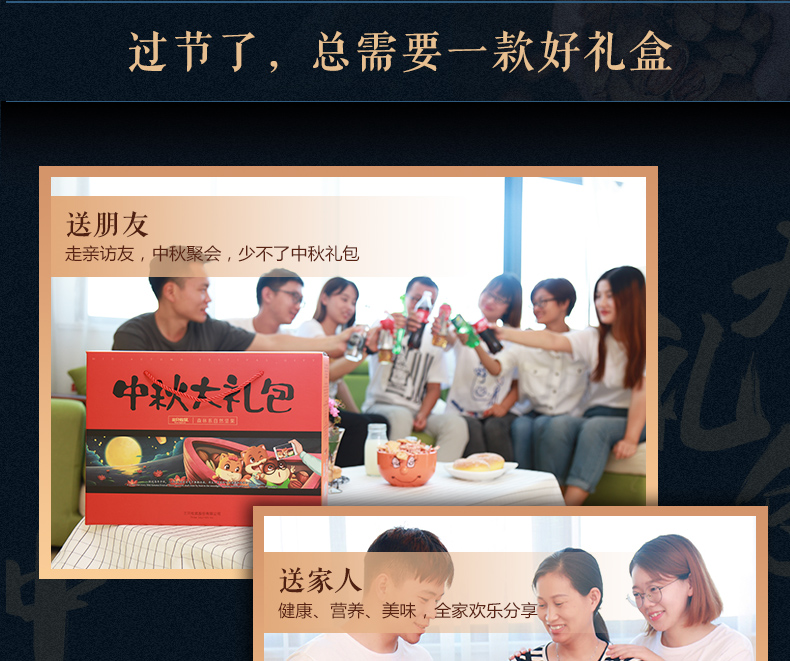 过节了，总需要一款好礼盒
送朋友
走亲访友，中秋聚会，少不了中秋礼包
中秋大礼包
送家人
健康、营养、美味，全家欢乐分享